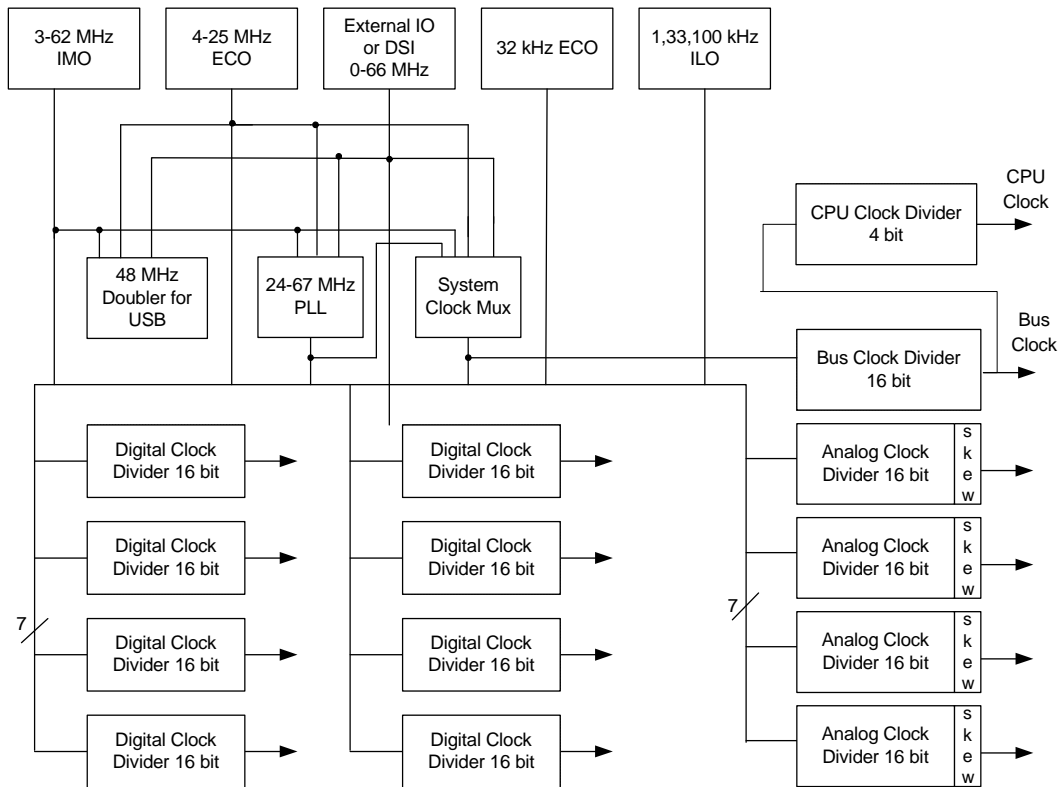 3-62 MHz
IMO
4-25 MHz
ECO
External IO
or DSI
0-66 MHz
32 kHz ECO
1,33,100 kHz
ILO
CPU
Clock
CPU Clock Divider
4 bit
48 MHz
Doubler for
USB
24-67 MHz
PLL
System
Clock Mux
Bus
Clock
Bus Clock Divider
16 bit
Digital Clock
Divider 16 bit
Digital Clock
Divider 16 bit
Analog Clock
Divider 16 bit
s
k
e
w
Digital Clock
Divider 16 bit
Digital Clock
Divider 16 bit
Analog Clock
Divider 16 bit
s
k
e
w
7
7
Digital Clock
Divider 16 bit
Digital Clock
Divider 16 bit
Analog Clock
Divider 16 bit
s
k
e
w
Digital Clock
Divider 16 bit
Digital Clock
Divider 16 bit
Analog Clock
Divider 16 bit
s
k
e
w